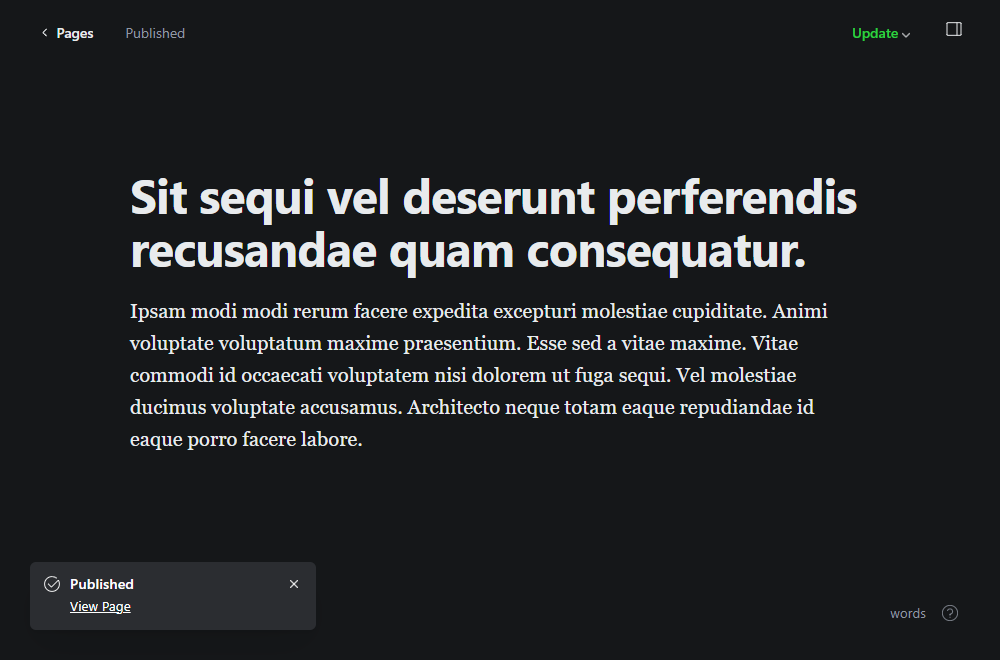 Pages
Published
Update
Sit sequi vel deserunt perferendis
recusandae quam consequatur.
Ipsam modi modi rerum facere expedita excepturi molestiae cupiditate. Animi
voluptate voluptatum maxime praesentium. Esse sed a vitae maxime. Vitae
commodi id occaecati voluptatem nisi dolorem ut fuga sequi. Vel molestiae
ducimus voluptate accusamus. Architecto neque totam eaque repudiandae id
eaque porro facere labore.
Published
View Page
words
?